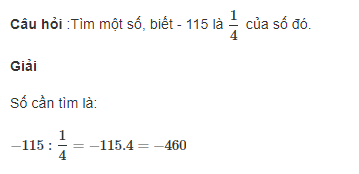 Câu hỏi :Tìm một số, biết - 115 là 1/4 của số đó.
Giải
Số cần tìm là:
−115 : 1/4 = −115.4 = −460